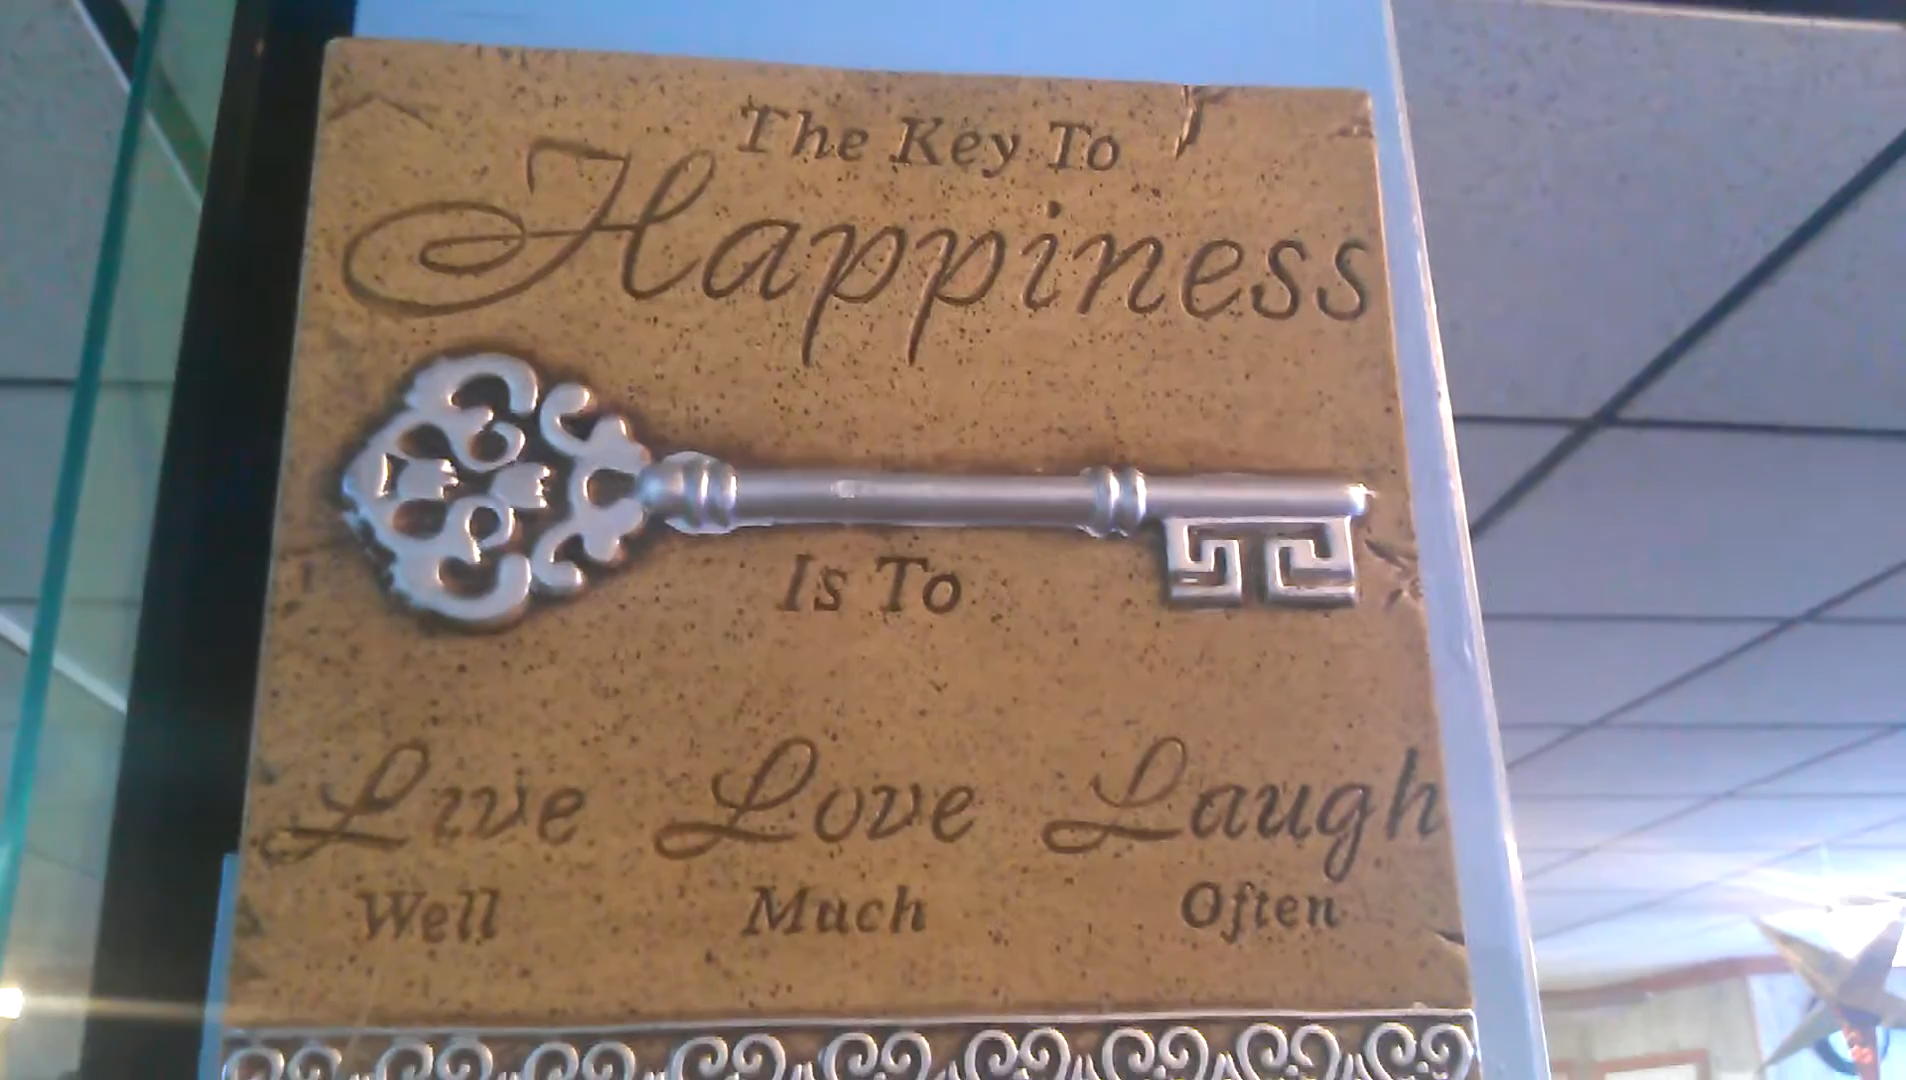 The Key To
Happiness
Is To
Live Love Laugh
Well Much Often